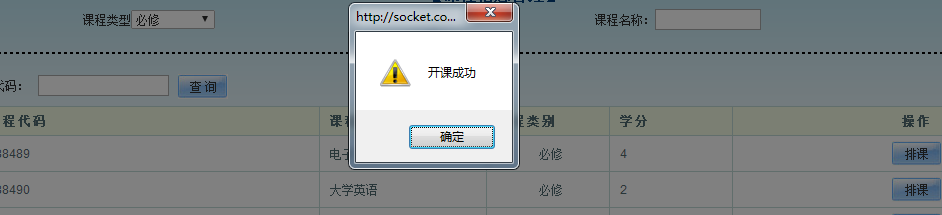 课程类型 必修
课程名称：
http://socket.co...
开课成功
确定
代码：
查询
程代码
课
程类别
学分
操作
38489
电子
必修
4
排课
38490
大学英语
必修
2
排课